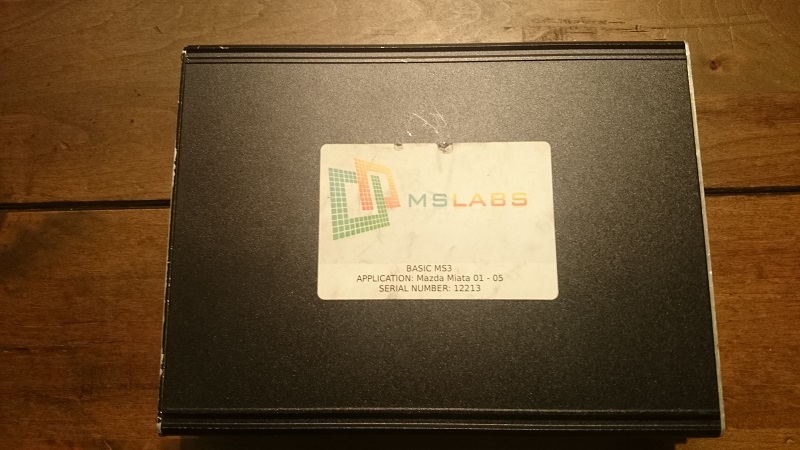 MSLABS
BASIC MS3
APPLICATION: Mazda Miata 01 - 05
SERIAL NUMBER: 12213